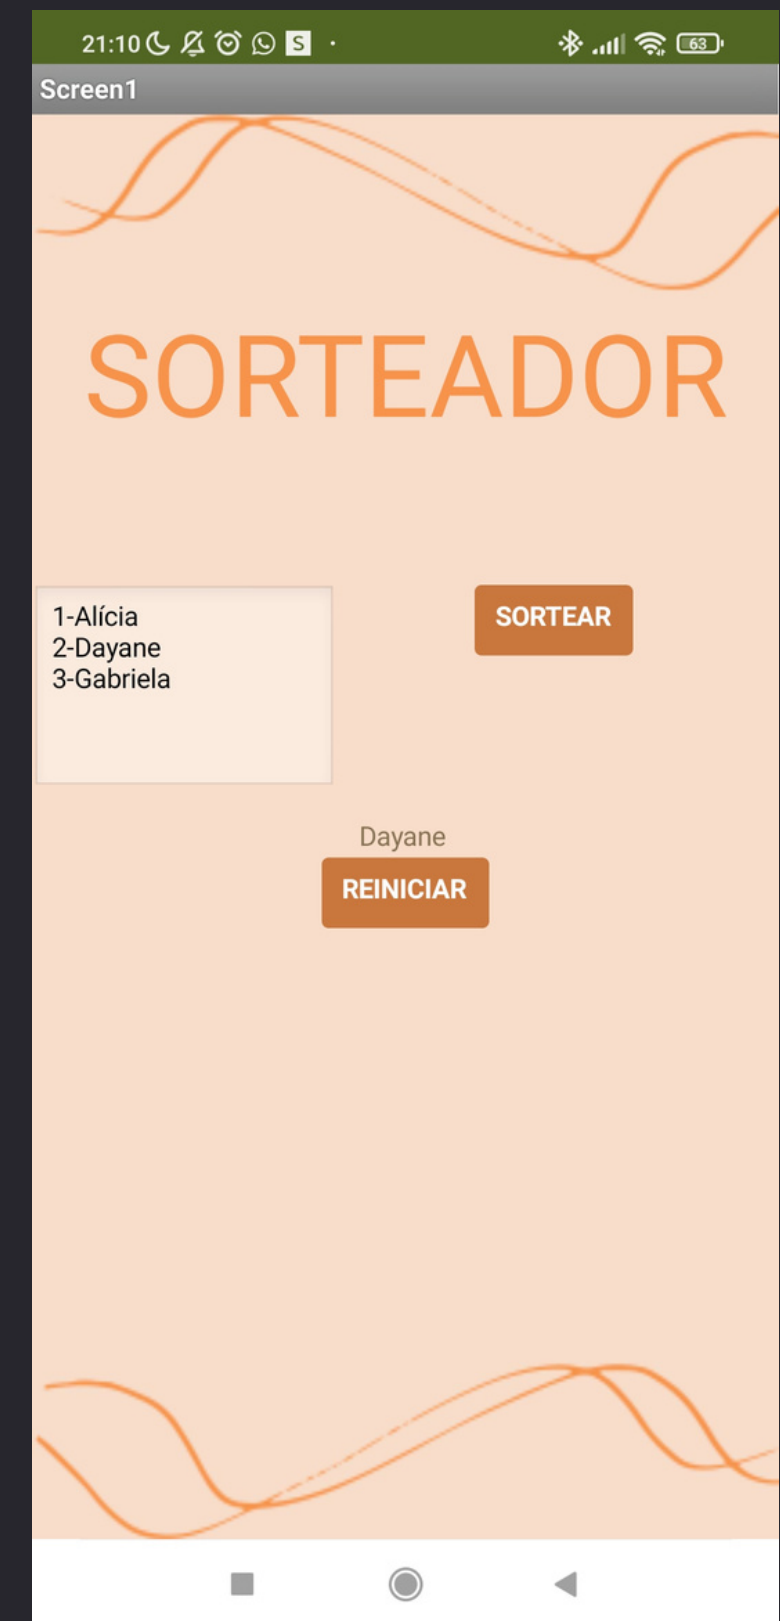 21:10 S
63
Screen1
SORTEADOR
1-Alícia
2-Dayane
3-Gabriela
SORTEAR
Dayane
REINICIAR